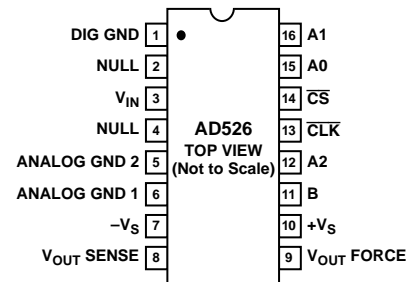 DIG GND 1 16 A1
NULL 2 15 A0
VIN 3 14 CS
NULL 4 AD526 13 CLK
TOP VIEW
(Not to Scale)
ANALOG GND 2 5 12 A2
ANALOG GND 1 6 11 B
–VS 7 10 +VS
VOUT SENSE 8 9 VOUT FORCE